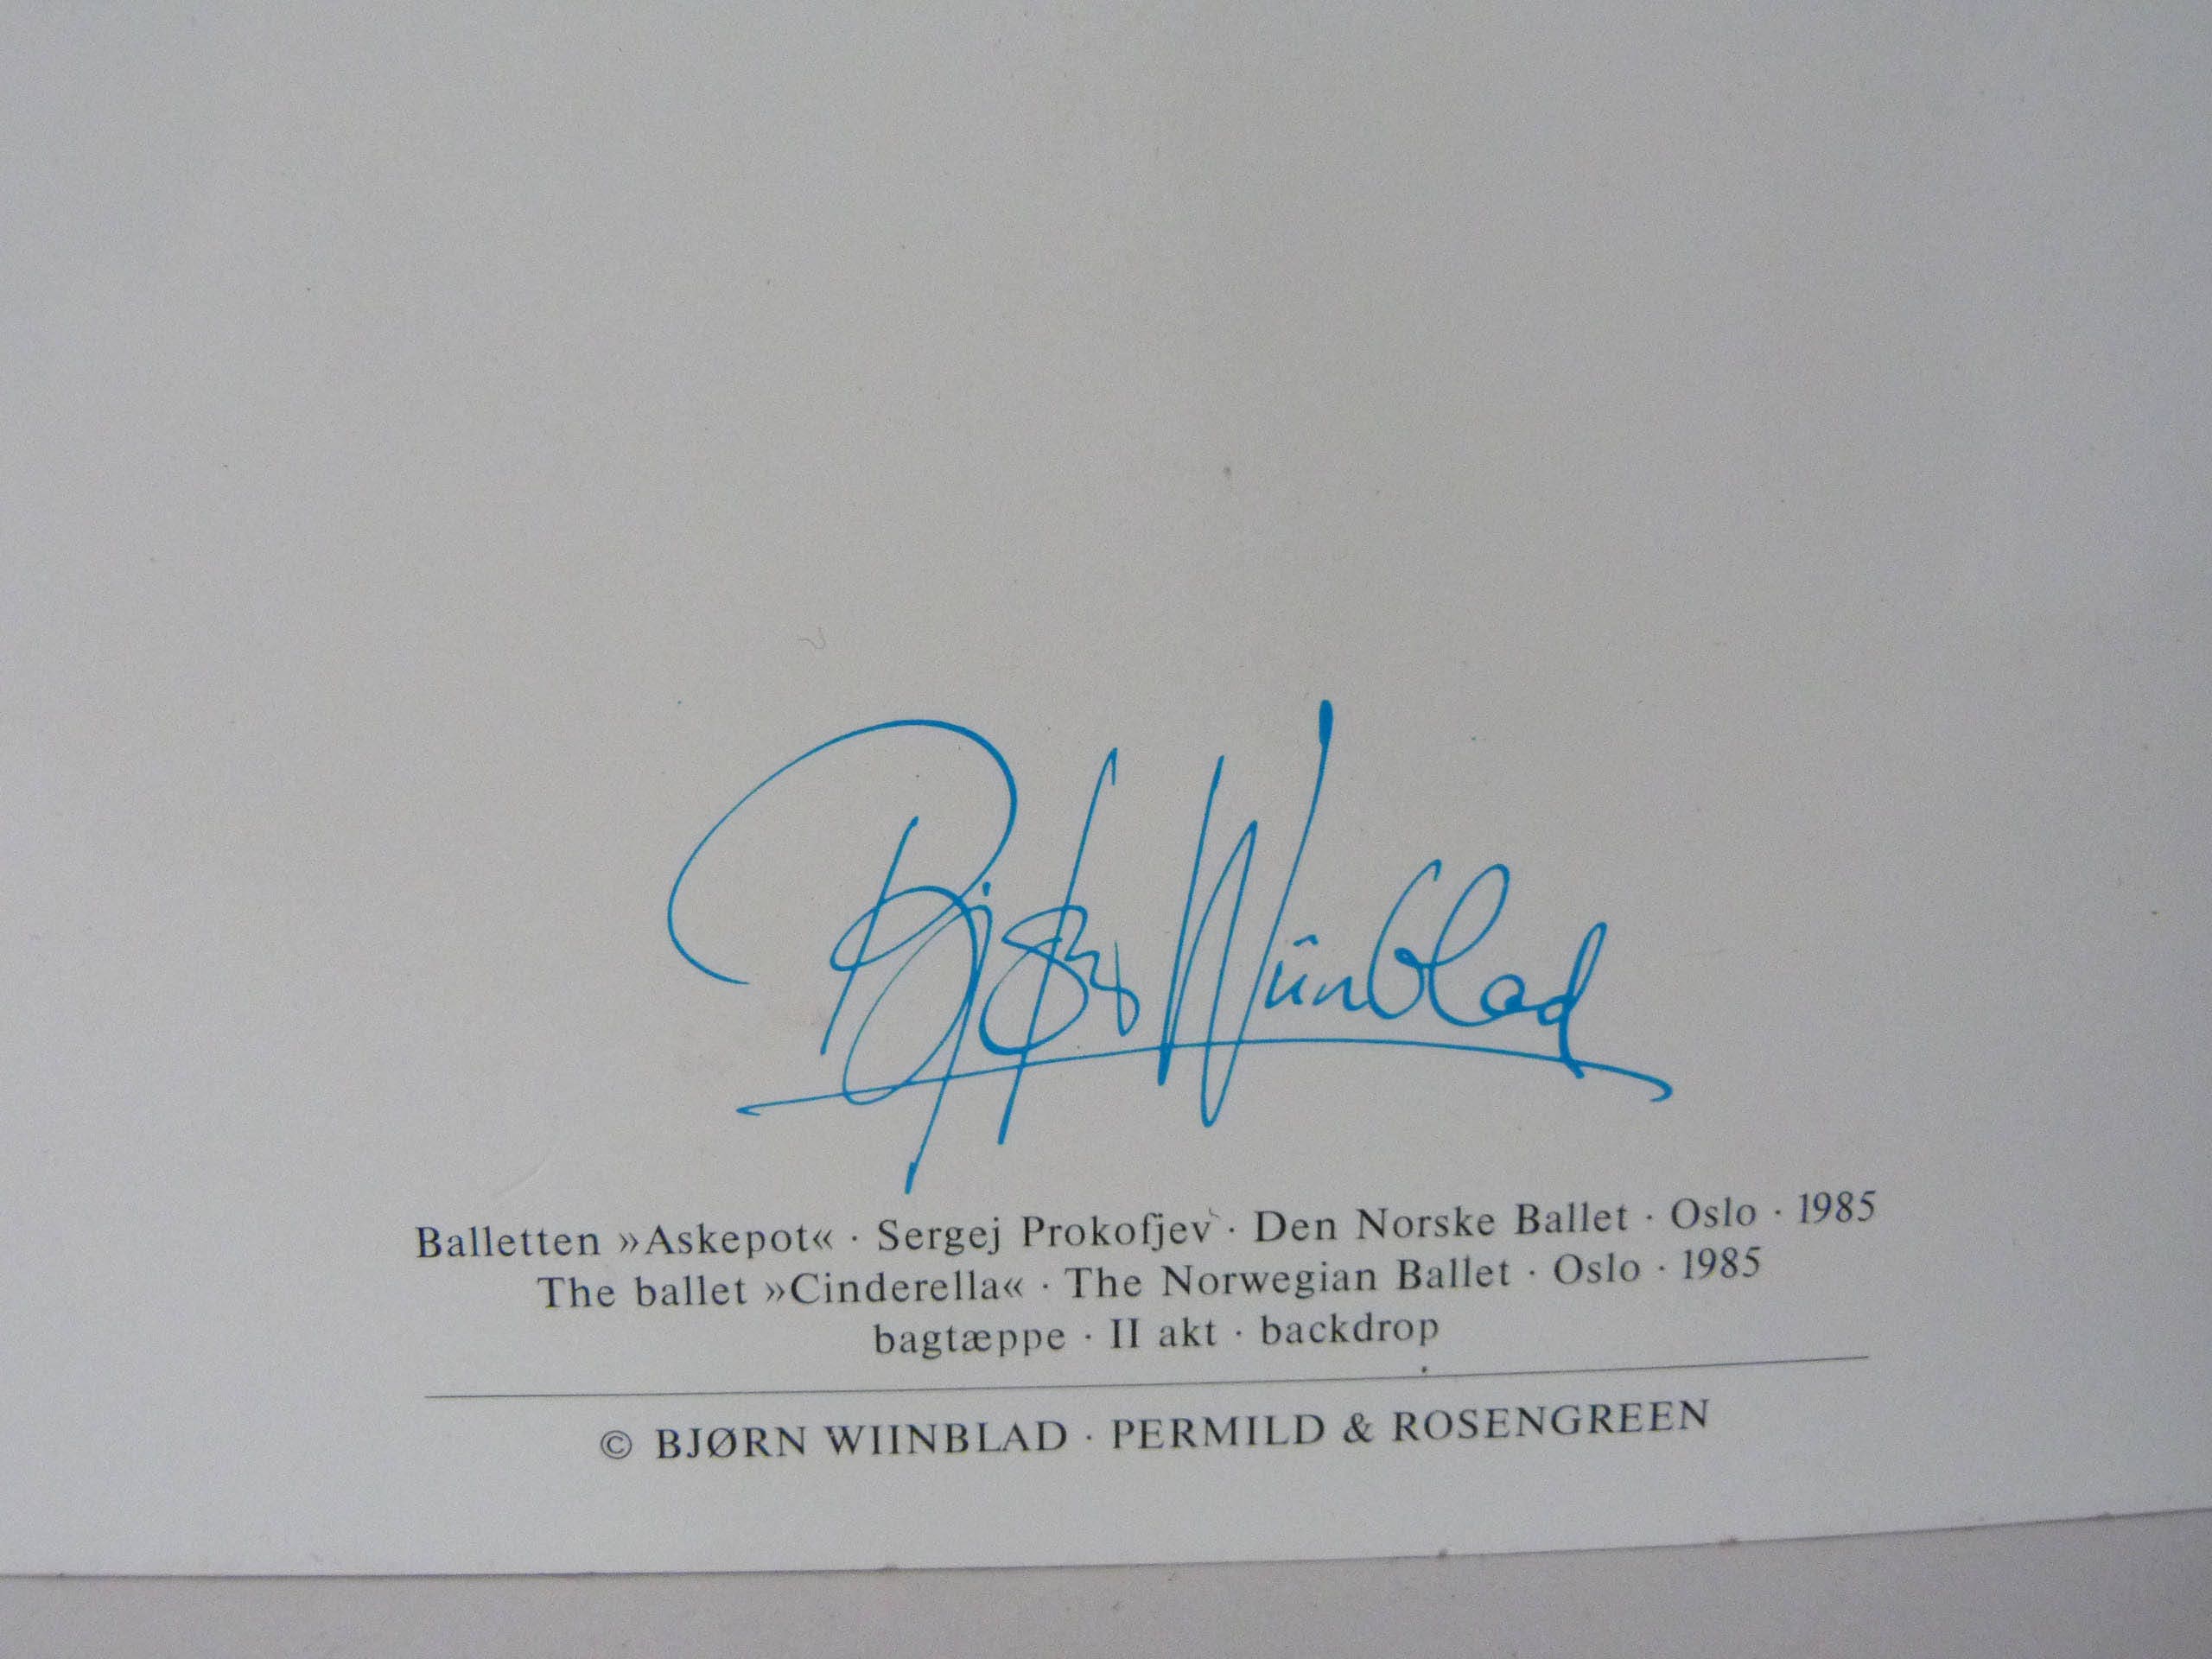 Bjørn Wiinblad
Balletten »Askepot« · Sergej Prokofjev · Den Norske Ballet · Oslo · 1985
The ballet »Cinderella« · The Norwegian Ballet · Oslo · 1985
bagtæppe · II akt · backdrop
© BJØRN WIINBLAD · PERMILD & ROSENGREEN